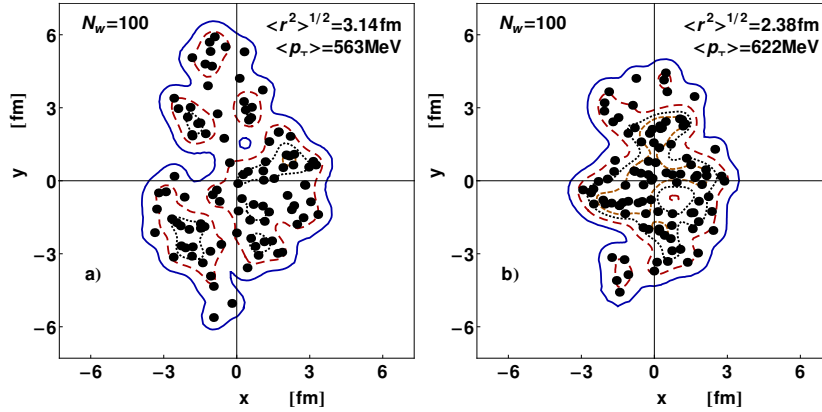 N_w=100
<r²>^1/2=3.14fm
<p_T>=563MeV
6
3
0
-3
-6
y [fm]
a)
-6 -3 0 3 6
x [fm]
N_w=100
<r²>^1/2=2.38fm
<p_T>=622MeV
6
3
0
-3
-6
y [fm]
b)
-6 -3 0 3 6
x [fm]